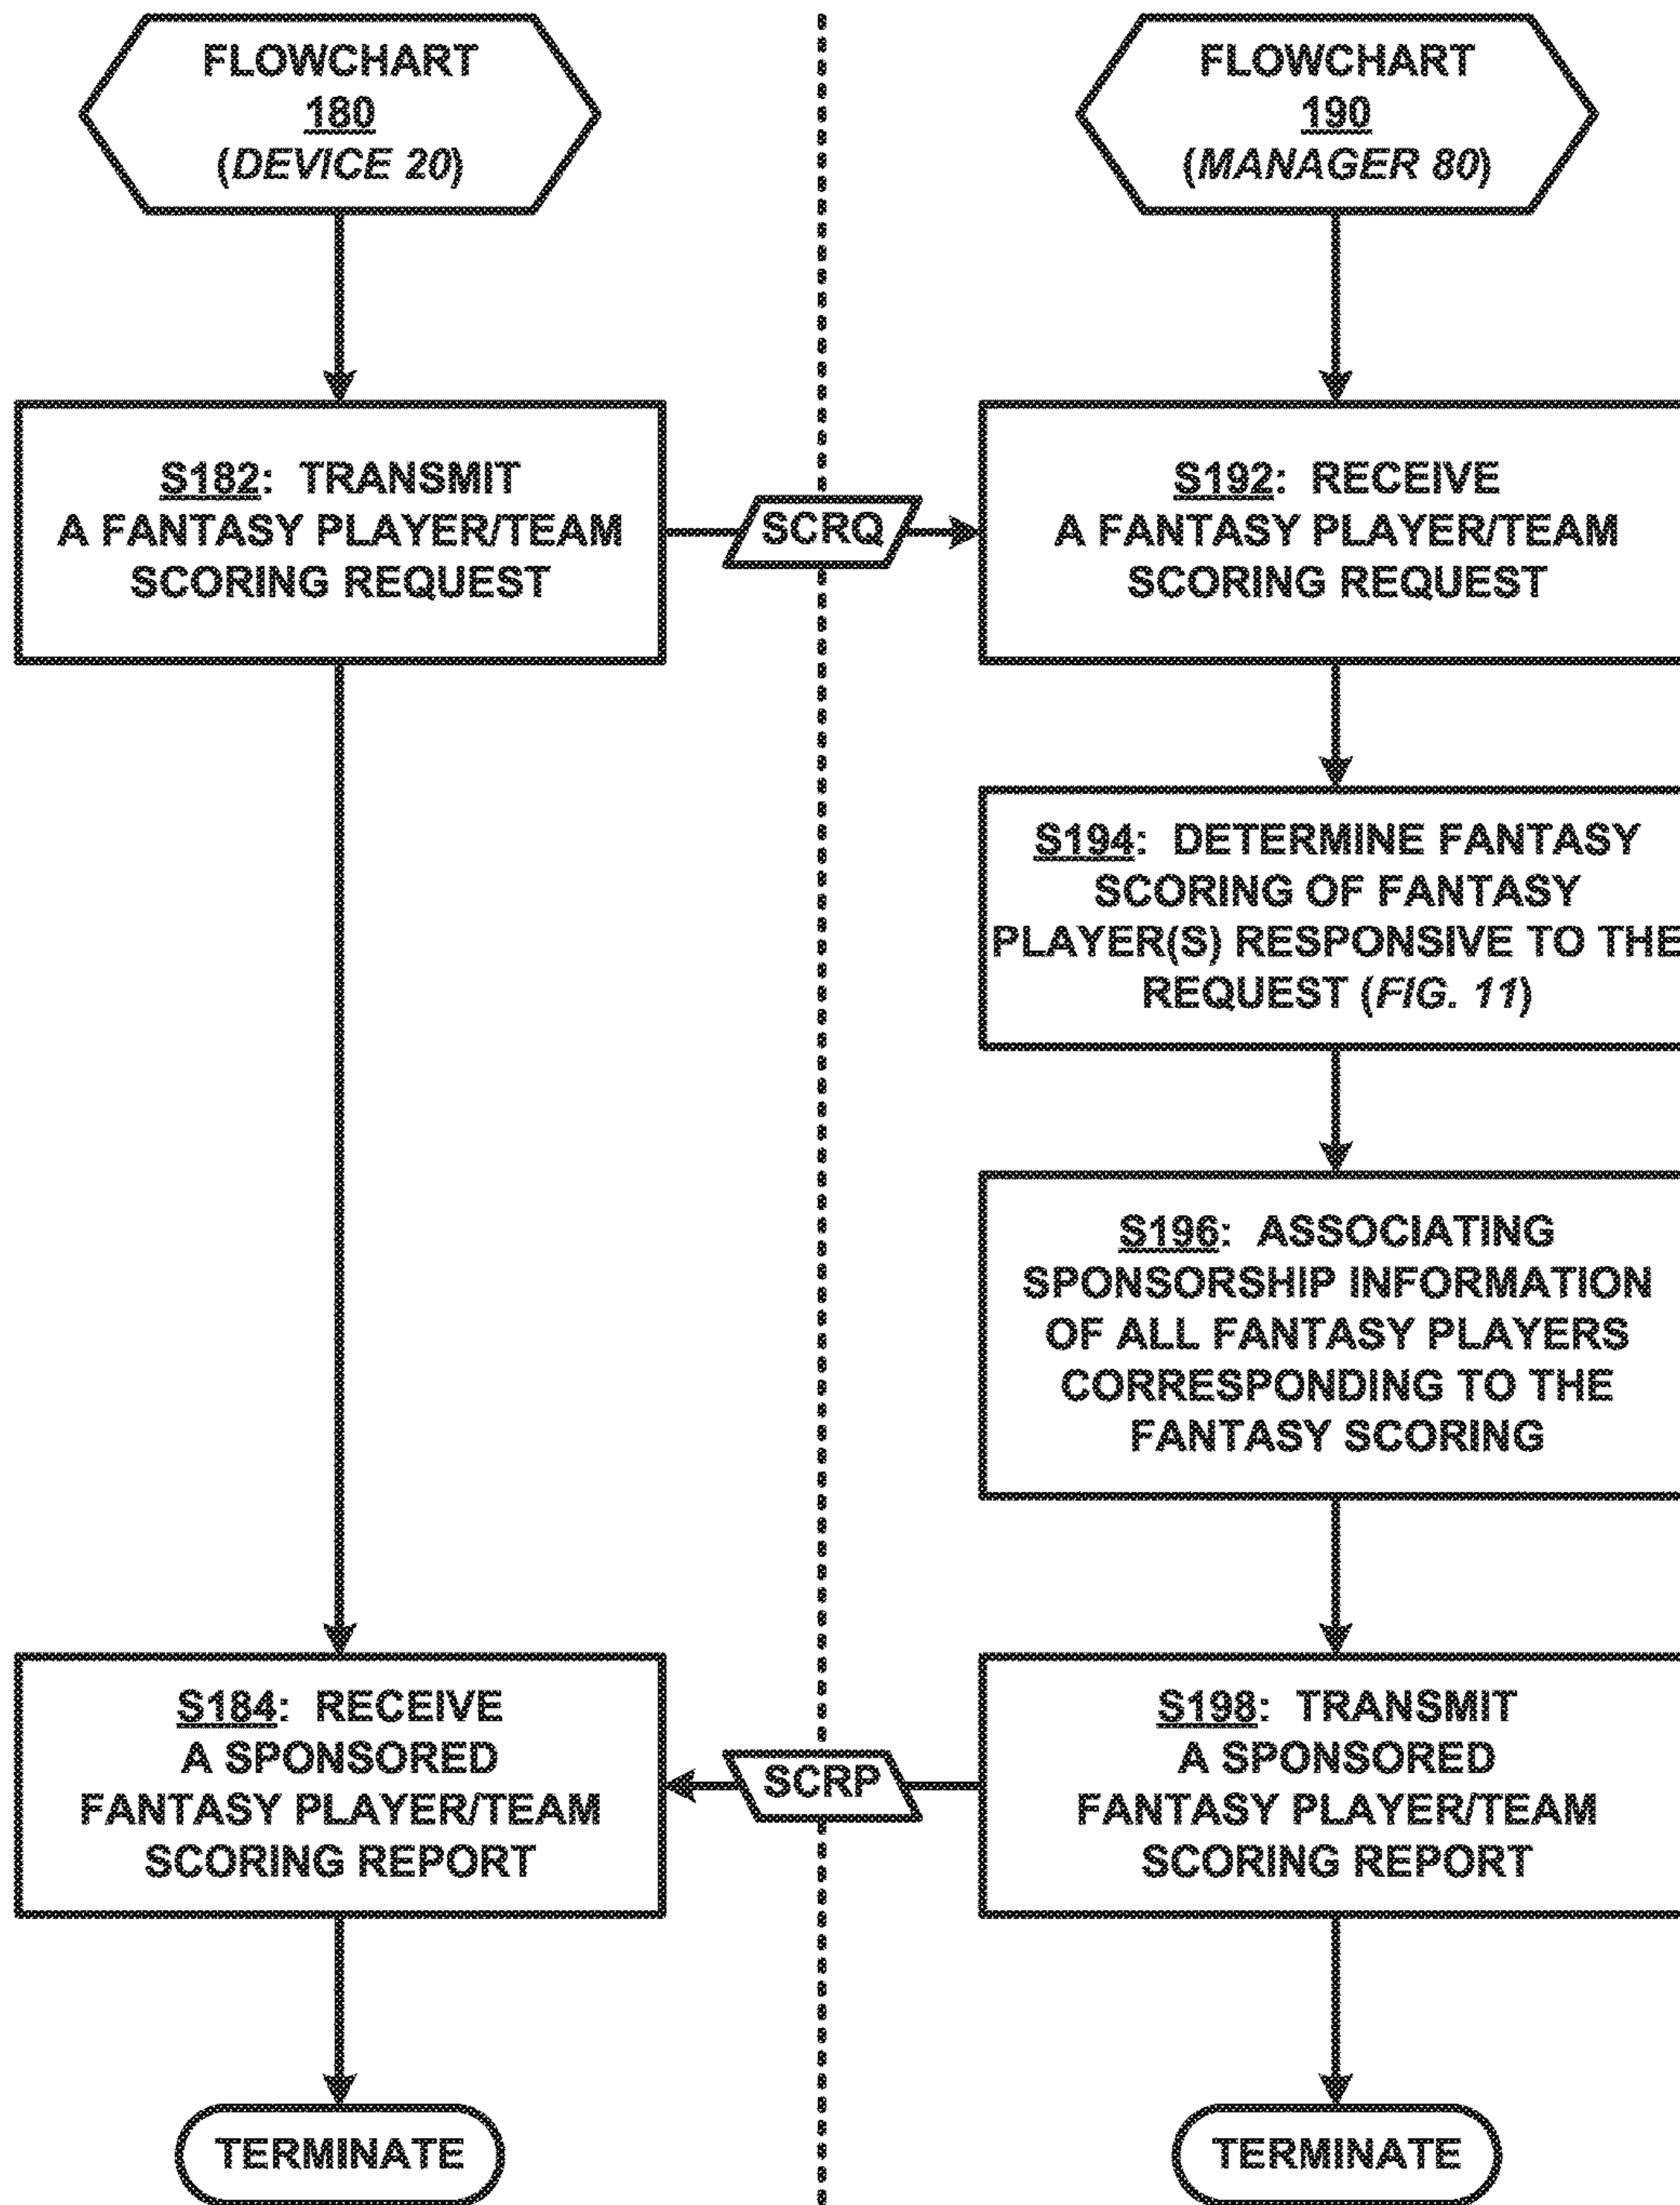 FLOWCHART
180
(DEVICE 20)
S182: TRANSMIT
A FANTASY PLAYER/TEAM
SCORING REQUEST
SCRQ
S184: RECEIVE
A SPONSORED
FANTASY PLAYER/TEAM
SCORING REPORT
SCRP
TERMINATE
FLOWCHART
190
(MANAGER 80)
S192: RECEIVE
A FANTASY PLAYER/TEAM
SCORING REQUEST
S194: DETERMINE FANTASY
SCORING OF FANTASY
PLAYER(S) RESPONSIVE TO THE
REQUEST (FIG. 11)
S196: ASSOCIATING
SPONSORSHIP INFORMATION
OF ALL FANTASY PLAYERS
CORRESPONDING TO THE
FANTASY SCORING
S198: TRANSMIT
A SPONSORED
FANTASY PLAYER/TEAM
SCORING REPORT
TERMINATE